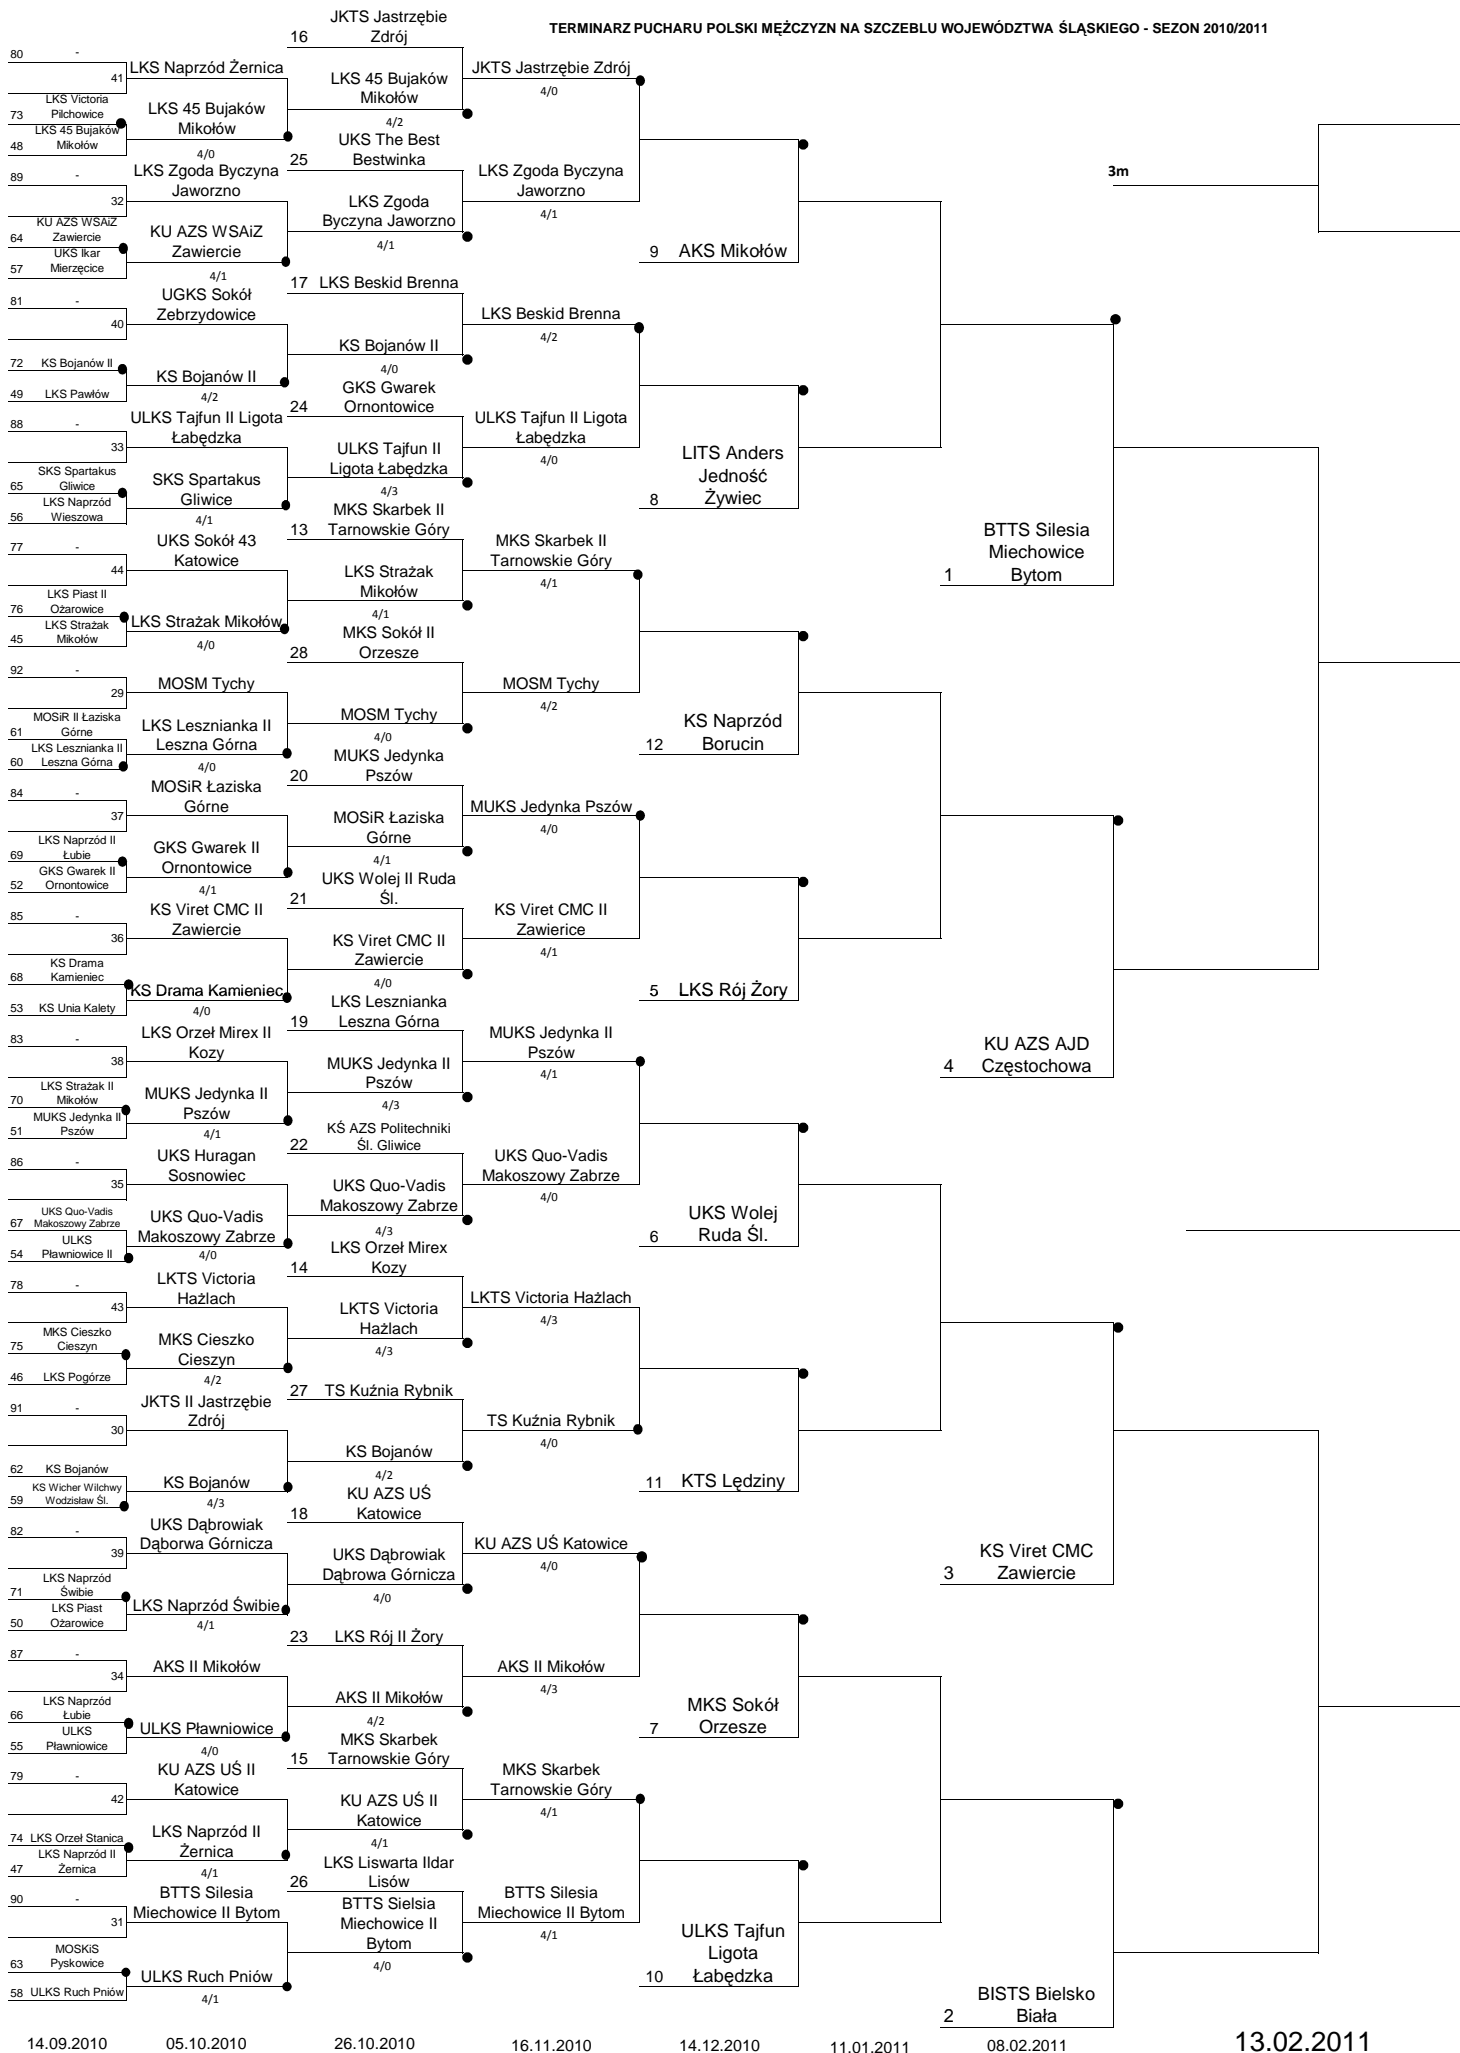 TERMINARZ PUCHARU POLSKI MĘŻCZYZN NA SZCZEBLU WOJEWÓDZTWA ŚLĄSKIEGO - SEZON 2010/2011
80 -
41
73 LKS Victoria
Pilchowice
48 LKS 45 Bujaków
Mikołów
89 -
32
64 KU AZS WSAiZ
Zawiercie
57 UKS Ikar
Mierzęcice
81 -
40
72 KS Bojanów II
49 LKS Pawłów
88 -
33
65 SKS Spartakus
Gliwice
56 LKS Naprzód
Wieszowa
77 -
44
76 LKS Piast II
Ożarowice
45 LKS Strażak
Mikołów
92 -
29
61 MOSiR II Łaziska
Górne
60 LKS Lesznianka II
Leszna Górna
84 -
37
69 LKS Naprzód II
Łubie
52 GKS Gwarek II
Ornontowice
85 -
36
68 KS Drama
Kamieniec
53 KS Unia Kalety
83 -
38
70 LKS Strażak II
Mikołów
51 MUKS Jedynka II
Pszów
86 -
35
67 UKS Quo-Vadis
Makoszowy Zabrze
54 ULKS
Pławniowice II
78 -
43
75 MKS Cieszko
Cieszyn
46 LKS Pogórze
91 -
30
62 KS Bojanów
59 KS Wicher Wilchwy
Wodzisław Śl.
82 -
39
71 LKS Naprzód
Świbie
50 LKS Piast
Ożarowice
87 -
34
66 LKS Naprzód
Łubie
55 ULKS
Pławniowice
79 -
42
74 LKS Orzeł Stanica
47 LKS Naprzód II
Żernica
90 -
31
63 MOSKiS
Pyskowice
58 ULKS Ruch Pniów
14.09.2010
LKS Naprzód Żernica
LKS 45 Bujaków
Mikołów
4/0
LKS Zgoda Byczyna
Jaworzno
KU AZS WSAiZ
Zawiercie
4/1
UGKS Sokół
Zebrzydowice
KS Bojanów II
4/2
ULKS Tajfun II Ligota
Łabędzka
SKS Spartakus
Gliwice
4/1
UKS Sokół 43
Katowice
LKS Strażak Mikołów
4/0
MOSM Tychy
LKS Lesznianka II
Leszna Górna
4/0
MOSiR Łaziska
Górne
GKS Gwarek II
Ornontowice
4/1
KS Viret CMC II
Zawiercie
KS Drama Kamieniec
4/0
LKS Orzeł Mirex II
Kozy
MUKS Jedynka II
Pszów
4/1
UKS Huragan
Sosnowiec
UKS Quo-Vadis
Makoszowy Zabrze
4/0
LKTS Victoria
Hażlach
MKS Cieszko
Cieszyn
4/2
JKTS II Jastrzębie
Zdrój
KS Bojanów
4/3
UKS Dąbrowiak
Dąborwa Górnicza
LKS Naprzód Świbie
4/1
AKS II Mikołów
ULKS Pławniowice
4/0
KU AZS UŚ II
Katowice
LKS Naprzód II
Żernica
4/1
BTTS Silesia
Miechowice II Bytom
ULKS Ruch Pniów
4/1
05.10.2010
16 JKTS Jastrzębie
Zdrój
LKS 45 Bujaków
Mikołów
4/2
25 UKS The Best
Bestwinka
LKS Zgoda
Byczyna Jaworzno
4/1
17 LKS Beskid Brenna
KS Bojanów II
4/0
24 GKS Gwarek
Ornontowice
ULKS Tajfun II
Ligota Łabędzka
4/3
13 MKS Skarbek II
Tarnowskie Góry
LKS Strażak
Mikołów
4/1
28 MKS Sokół II
Orzesze
MOSM Tychy
4/0
20 MUKS Jedynka
Pszów
MOSiR Łaziska
Górne
4/1
21 UKS Wolej II Ruda
Śl.
KS Viret CMC II
Zawiercie
4/0
19 LKS Lesznianka
Leszna Górna
MUKS Jedynka II
Pszów
4/3
22 KŚ AZS Politechniki
Śl. Gliwice
UKS Quo-Vadis
Makoszowy Zabrze
4/3
14 LKS Orzeł Mirex
Kozy
LKTS Victoria
Hażlach
4/3
27 TS Kuźnia Rybnik
KS Bojanów
4/2
18 KU AZS UŚ
Katowice
UKS Dąbrowiak
Dąbrowa Górnicza
4/0
23 LKS Rój II Żory
AKS II Mikołów
4/2
15 MKS Skarbek
Tarnowskie Góry
KU AZS UŚ II
Katowice
4/1
26 LKS Liswarta Ildar
Lisów
BTTS Sielsia
Miechowice II
Bytom
4/0
26.10.2010
JKTS Jastrzębie Zdrój
4/0
LKS Zgoda Byczyna
Jaworzno
4/1
LKS Beskid Brenna
4/2
ULKS Tajfun II Ligota
Łabędzka
4/0
MKS Skarbek II
Tarnowskie Góry
4/1
MOSM Tychy
4/2
MUKS Jedynka Pszów
4/0
KS Viret CMC II
Zawierice
4/1
MUKS Jedynka II
Pszów
4/1
UKS Quo-Vadis
Makoszowy Zabrze
4/0
LKTS Victoria Hażlach
4/3
TS Kuźnia Rybnik
4/0
KU AZS UŚ Katowice
4/0
AKS II Mikołów
4/3
MKS Skarbek
Tarnowskie Góry
4/1
BTTS Silesia
Miechowice II Bytom
4/1
16.11.2010
9 AKS Mikołów
LITS Anders
Jedność
8 Żywiec
KS Naprzód
12 Borucin
5 LKS Rój Żory
UKS Wolej
6 Ruda Śl.
11 KTS Lędziny
MKS Sokół
7 Orzesze
ULKS Tajfun
Ligota
10 Łabędzka
14.12.2010
11.01.2011
BTTS Silesia
Miechowice
1 Bytom
KU AZS AJD
4 Częstochowa
KS Viret CMC
3 Zawiercie
BISTS Bielsko
2 Biała
08.02.2011
3m
13.02.2011